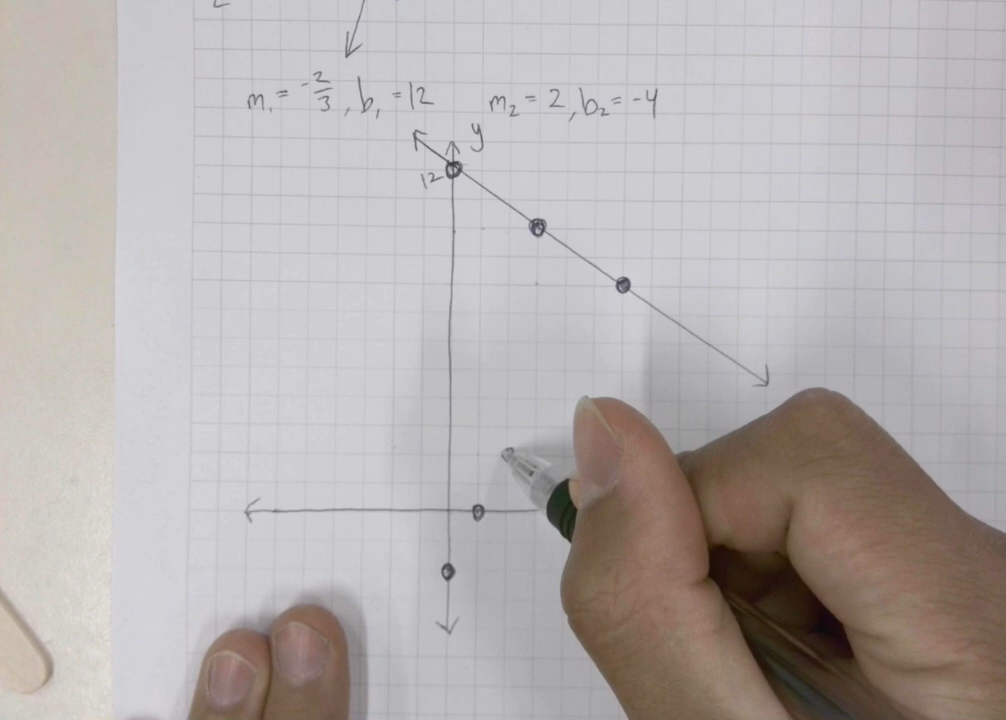 m₁ = -2/3, b₁ = 12 m₂ = 2, b₂ = -4
y
12